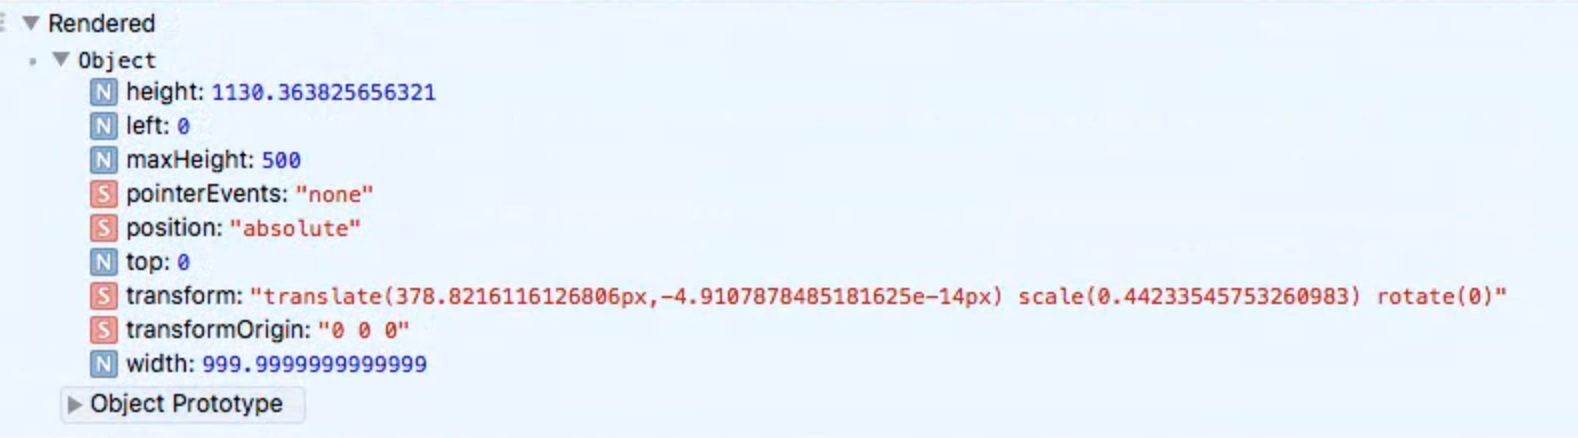 Rendered
Object
N height: 1130.363825656321
N left: 0
N maxHeight: 500
S pointerEvents: "none"
S position: "absolute"
N top: 0
S transform: "translate(378.8216116126806px,-4.9107878485181625e-14px) scale(0.44233545753260983) rotate(0)"
S transformOrigin: "0 0 0"
N width: 999.9999999999999
Object Prototype